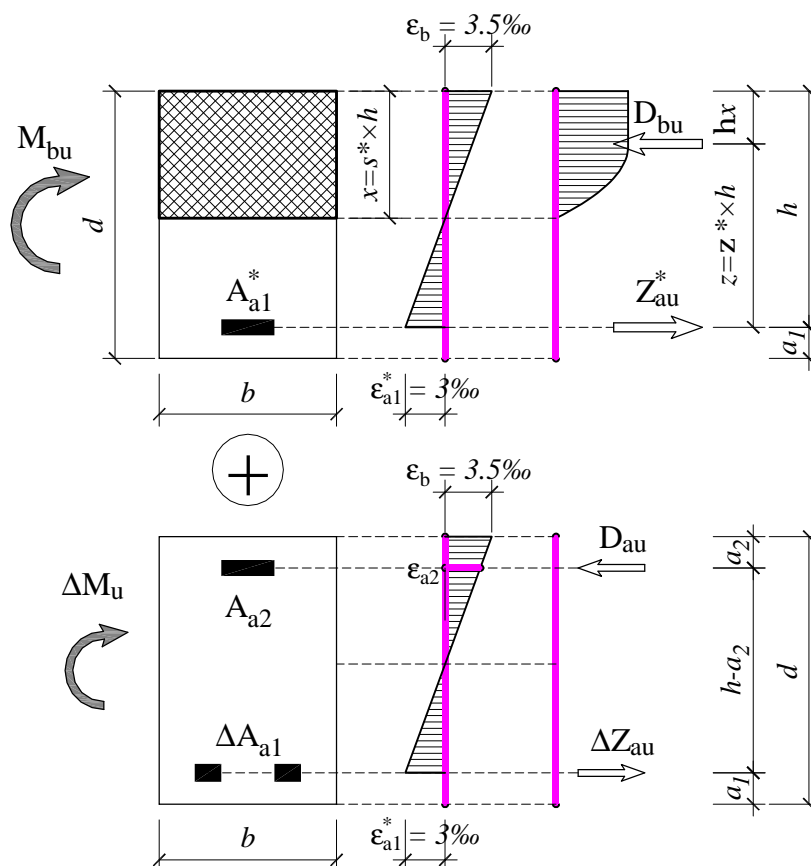 ε_b = 3.5‰
M_bu
d
x=s*×h
D_bu
hx
z=z*×h
h
A*_a1
Z*_au
a_1
b
ε*_a1 = 3‰
+
ε_b = 3.5‰
ΔM_u
A_a2
ε_a2
D_au
a_2
h-a_2
d
ΔA_a1
ΔZ_au
a_1
b
ε*_a1 = 3‰